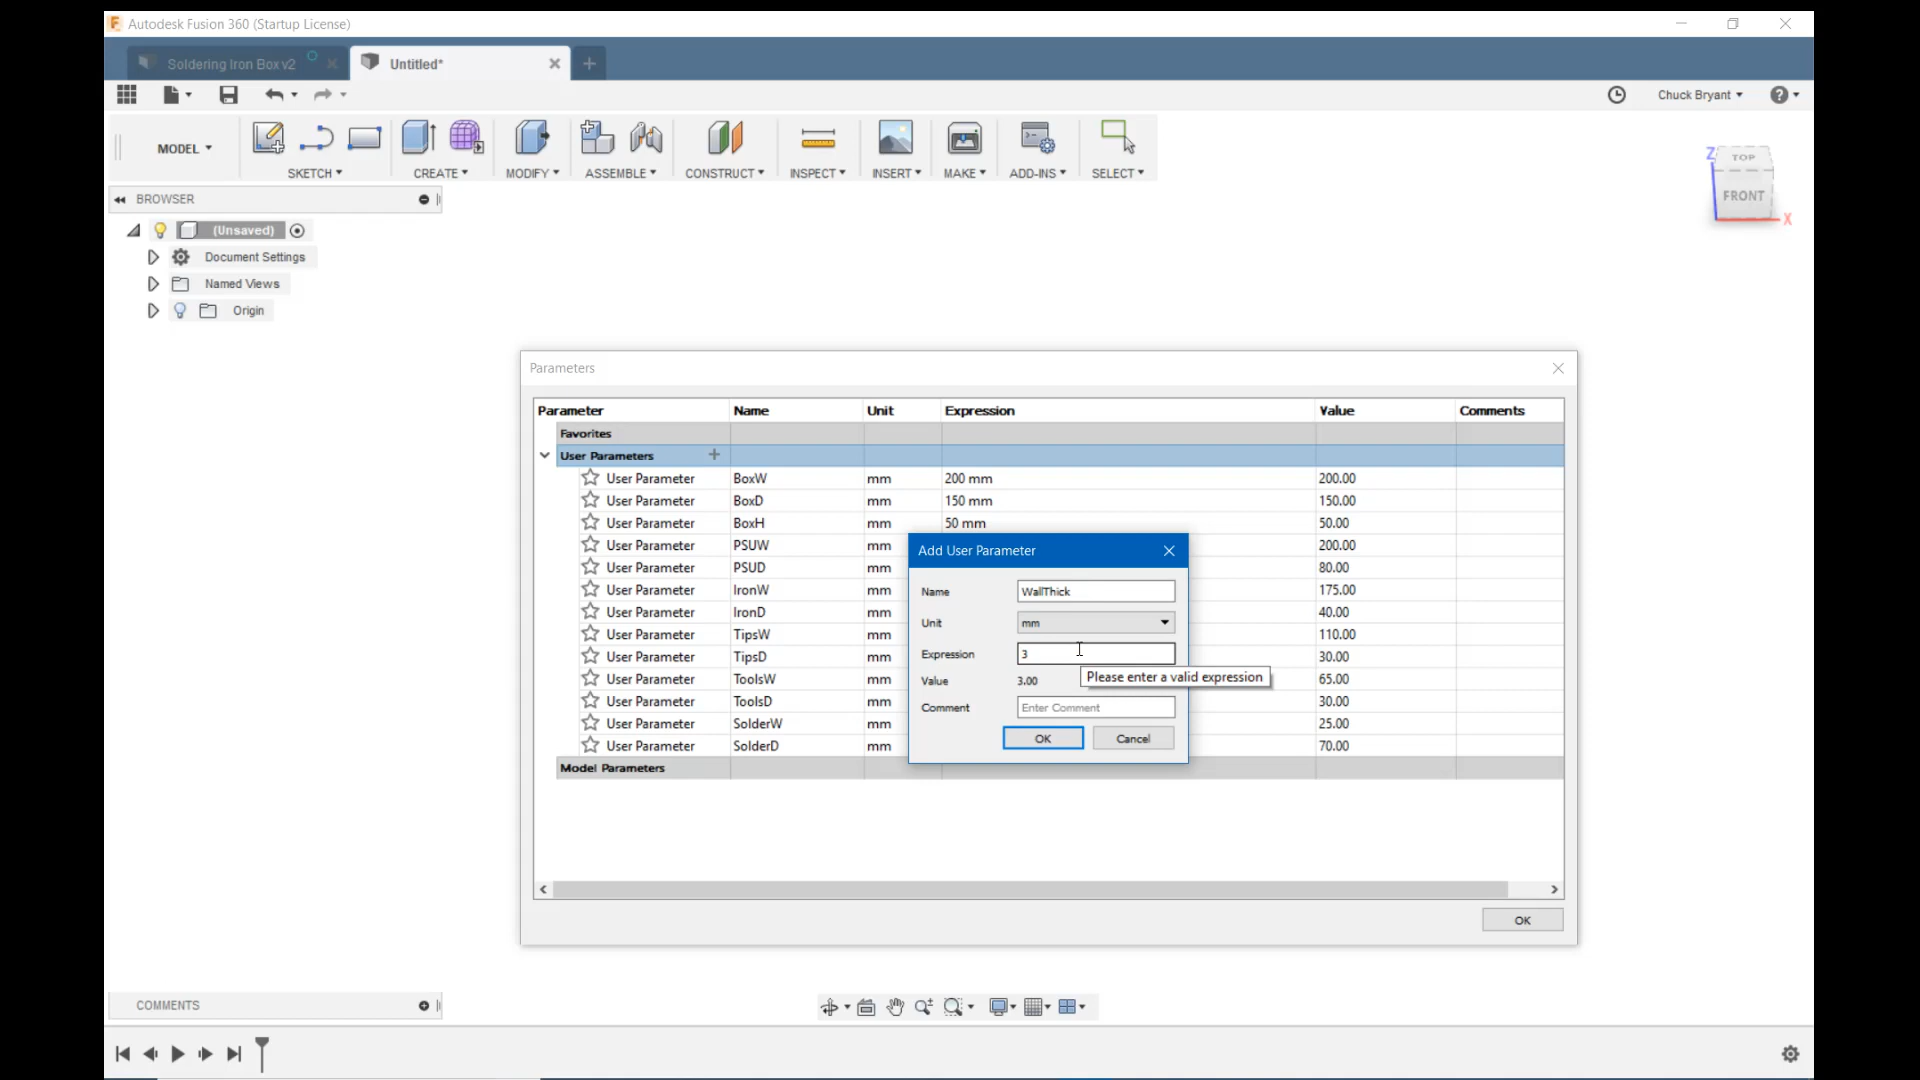 Autodesk Fusion 360 (Startup License)
Soldering Iron Box v2
Untitled*
Chuck Bryant
MODEL
SKETCH
CREATE
MODIFY
ASSEMBLE
CONSTRUCT
INSPECT
INSERT
MAKE
ADD-INS
SELECT
Z
TOP
FRONT
X
BROWSER
(Unsaved)
Document Settings
Named Views
Origin
Parameters
Parameter Name Unit Expression Value Comments
Favorites
User Parameters +
User Parameter BoxW mm 200 mm 200.00
User Parameter BoxD mm 150 mm 150.00
User Parameter BoxH mm 50 mm 50.00
User Parameter PSUW mm 200.00
User Parameter PSUD mm 80.00
User Parameter IronW mm 175.00
User Parameter IronD mm 40.00
User Parameter TipsW mm 110.00
User Parameter TipsD mm 30.00
User Parameter ToolsW mm 65.00
User Parameter ToolsD mm 30.00
User Parameter SolderW mm 25.00
User Parameter SolderD mm 70.00
Model Parameters
Add User Parameter
Name WallThick
Unit mm
Expression 3
Value 3.00
Please enter a valid expression
Comment Enter Comment
OK Cancel
OK
COMMENTS